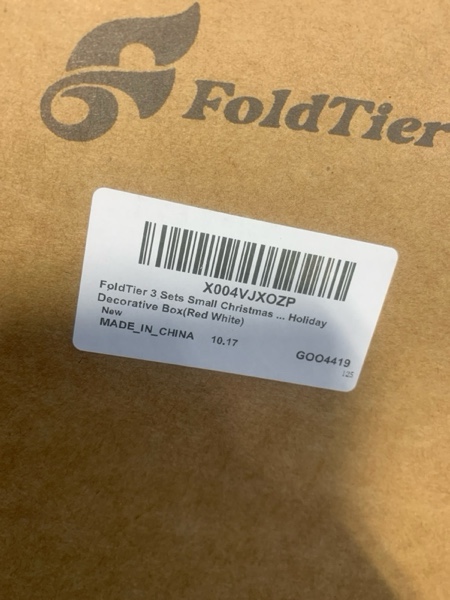 FoldTier
X004VJXOZP
FoldTier 3 Sets Small Christmas ... Holiday
Decorative Box(Red White)
New
MADE_IN_CHINA 10.17
GOO4419
125